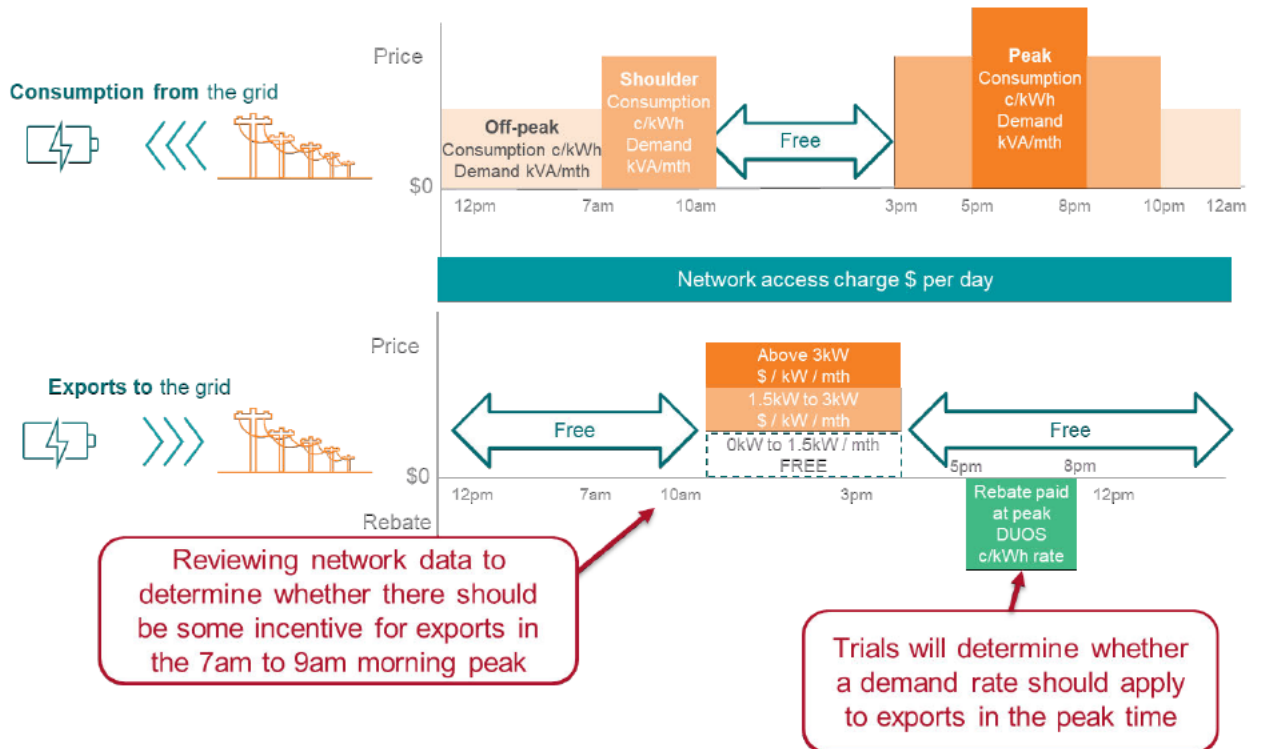 Price
Consumption from the grid
Off-peak
Consumption c/kWh
Demand kVA/mth
Shoulder
Consumption
c/kWh
Demand
kVA/mth
Free
Peak
Consumption
c/kWh
Demand
kVA/mth
$0
12pm 7am 10am 3pm 5pm 8pm 10pm 12am
Network access charge $ per day
Price
Exports to the grid
Free
Above 3kW
$ / kW / mth
1.5kW to 3kW
$ / kW / mth
0kW to 1.5kW / mth
FREE
Free
5pm 8pm
$0
12pm 7am 10am 3pm 12pm
Rebate
Rebate paid
at peak
DUOS
c/kWh rate
Reviewing network data to
determine whether there should
be some incentive for exports in
the 7am to 9am morning peak
Trials will determine whether
a demand rate should apply
to exports in the peak time